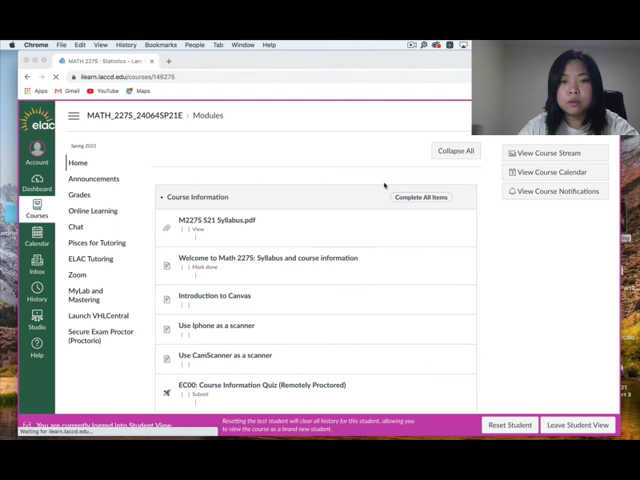 Chrome File Edit View History Bookmarks People Tab Window Help
MATH 227S : Statistics - Larn
ilearn.laccd.edu/courses/146275
Apps Gmail YouTube Maps
elac
MATH_227S_24064SP21E › Modules
Account
Dashboard
Courses
Calendar
Inbox
History
Studio
Help
Spring 2021
Home
Announcements
Grades
Online Learning
Chat
Pisces for Tutoring
ELAC Tutoring
Zoom
MyLab and
Mastering
Launch VHLCentral
Secure Exam Proctor
(Proctorio)
Collapse All
Course Information
Complete All Items
M227S S21 Syllabus.pdf
View
Welcome to Math 227S: Syllabus and course information
Mark done
Introduction to Canvas
Use Iphone as a scanner
Use CamScanner as a scanner
EC00: Course Information Quiz (Remotely Proctored)
Submit
View Course Stream
View Course Calendar
View Course Notifications
You are currently logged into Student View
Resetting the test student will clear all history for this student, allowing
you to view the course as a brand new student.
Reset Student
Leave Student View
Waiting for ilearn.laccd.edu...